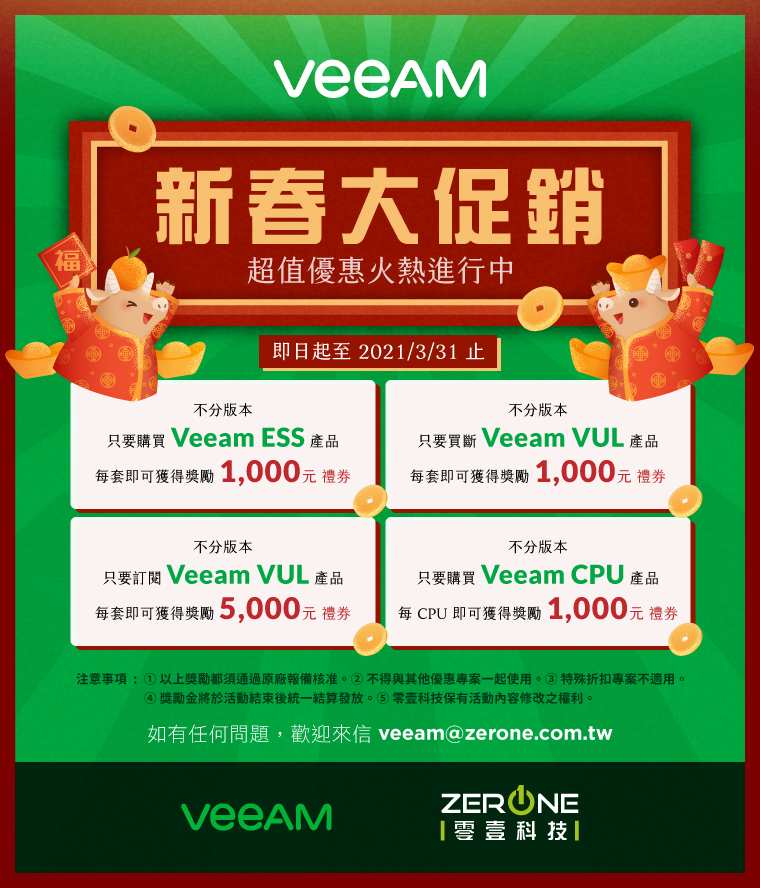 veeAM
新春大促銷
超值優惠火熱進行中
福
即日起至 2021/3/31 止
不分版本
只要購買 Veeam ESS 產品
每套即可獲得獎勵 1,000元 禮券
不分版本
只要買斷 Veeam VUL 產品
每套即可獲得獎勵 1,000元 禮券
不分版本
只要訂閱 Veeam VUL 產品
每套即可獲得獎勵 5,000元 禮券
不分版本
只要購買 Veeam CPU 產品
每 CPU 即可獲得獎勵 1,000元 禮券
注意事項：① 以上獎勵都須通過原廠報備核准。② 不得與其他優惠專案一起使用。③ 特殊折扣專案不適用。
④ 獎勵金將於活動結束後統一結算發放。⑤ 零壹科技保有活動內容修改之權利。
如有任何問題，歡迎來信 veeam@zerone.com.tw
veeAM
ZERONE
零壹科技